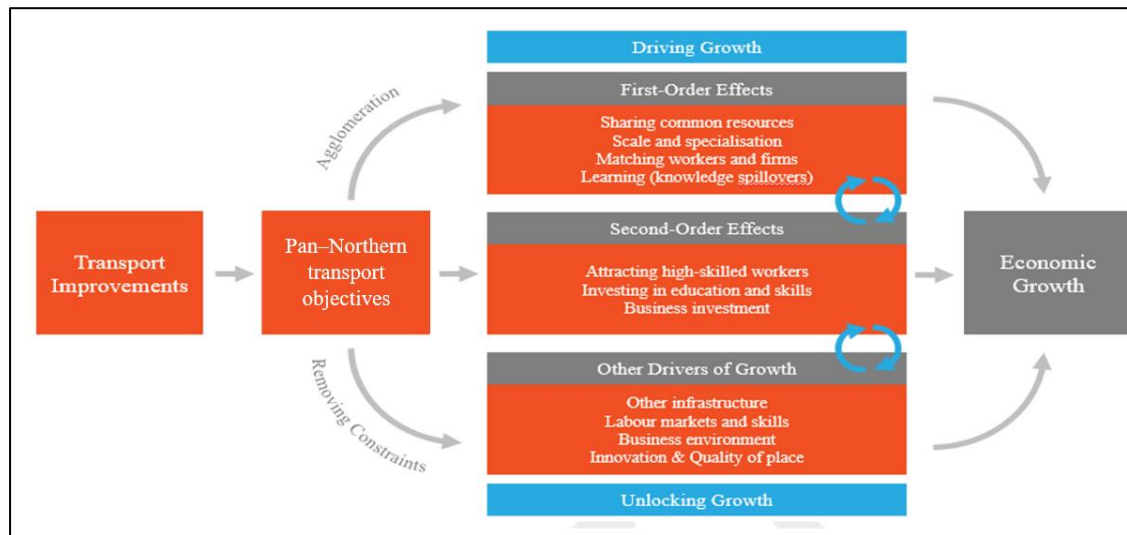 Driving Growth
First-Order Effects
Sharing common resources
Scale and specialisation
Matching workers and firms
Learning (knowledge spillovers)
Agglomeration
Transport
Improvements
Pan–Northern
transport
objectives
Second-Order Effects
Attracting high-skilled workers
Investing in education and skills
Business investment
Economic
Growth
Removing Constraints
Other Drivers of Growth
Other infrastructure
Labour markets and skills
Business environment
Innovation & Quality of place
Unlocking Growth